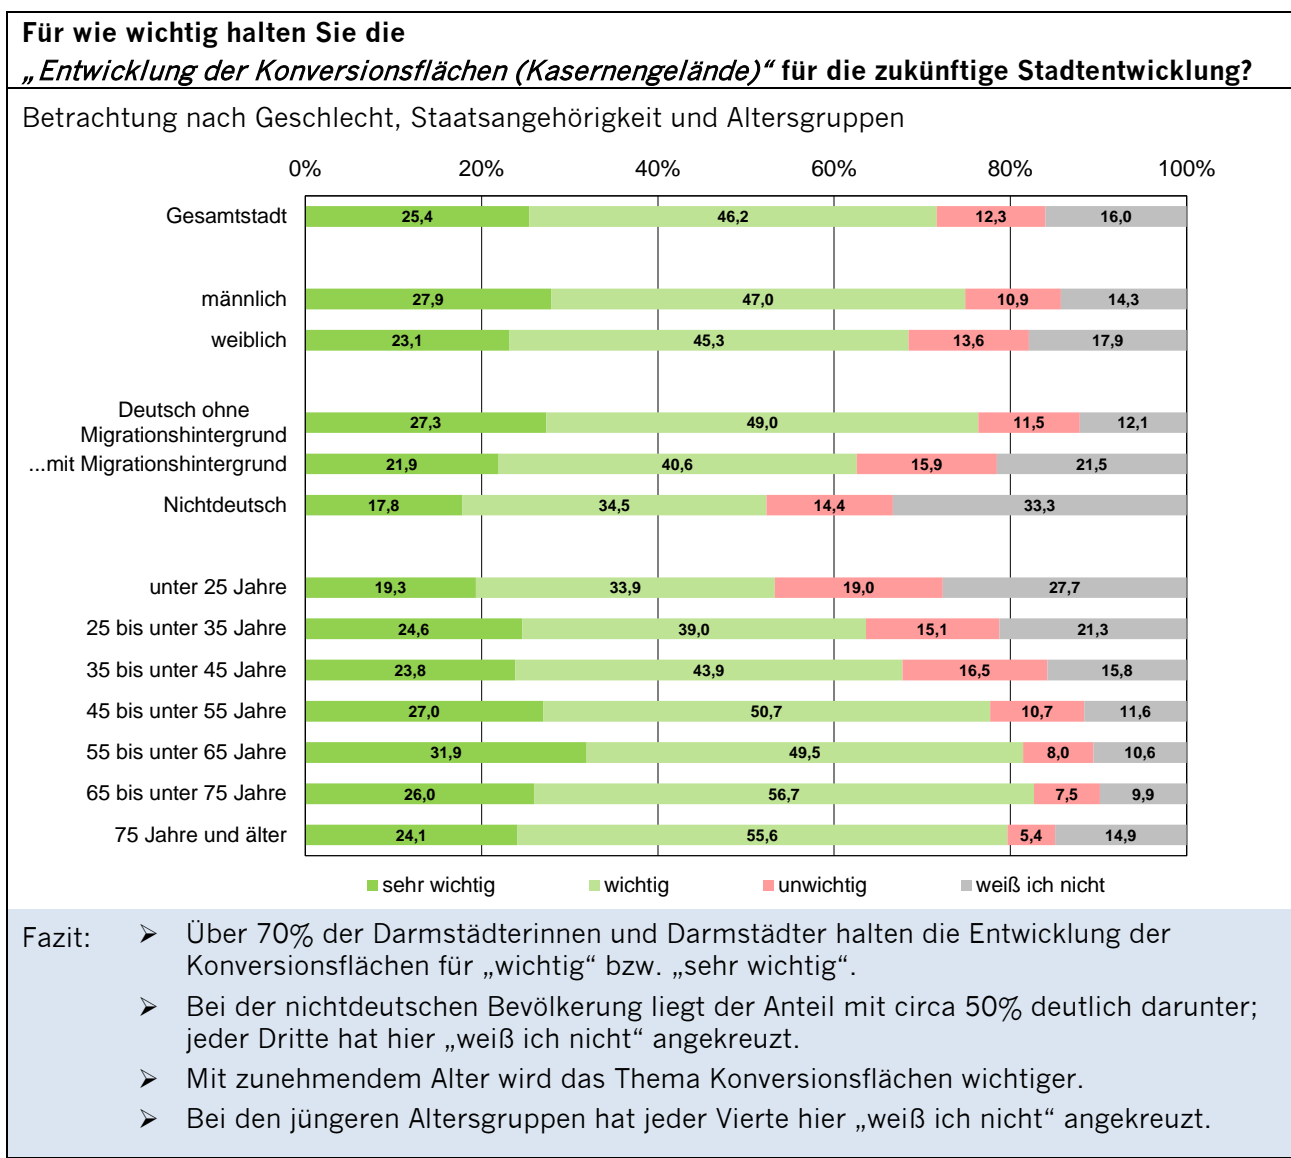 Für wie wichtig halten Sie die
„Entwicklung der Konversionsflächen (Kasernengelände)“ für die zukünftige Stadtentwicklung?
Betrachtung nach Geschlecht, Staatsangehörigkeit und Altersgruppen
0% 20% 40% 60% 80% 100%
Gesamtstadt 25,4 46,2 12,3 16,0
männlich 27,9 47,0 10,9 14,3
weiblich 23,1 45,3 13,6 17,9
Deutsch ohne
Migrationshintergrund 27,3 49,0 11,5 12,1
...mit Migrationshintergrund 21,9 40,6 15,9 21,5
Nichtdeutsch 17,8 34,5 14,4 33,3
unter 25 Jahre 19,3 33,9 19,0 27,7
25 bis unter 35 Jahre 24,6 39,0 15,1 21,3
35 bis unter 45 Jahre 23,8 43,9 16,5 15,8
45 bis unter 55 Jahre 27,0 50,7 10,7 11,6
55 bis unter 65 Jahre 31,9 49,5 8,0 10,6
65 bis unter 75 Jahre 26,0 56,7 7,5 9,9
75 Jahre und älter 24,1 55,6 5,4 14,9
sehr wichtig wichtig unwichtig weiß ich nicht
Fazit: ➢ Über 70% der Darmstädterinnen und Darmstädter halten die Entwicklung der
Konversionsflächen für „wichtig“ bzw. „sehr wichtig“.
➢ Bei der nichtdeutschen Bevölkerung liegt der Anteil mit circa 50% deutlich darunter;
jeder Dritte hat hier „weiß ich nicht“ angekreuzt.
➢ Mit zunehmendem Alter wird das Thema Konversionsflächen wichtiger.
➢ Bei den jüngeren Altersgruppen hat jeder Vierte hier „weiß ich nicht“ angekreuzt.